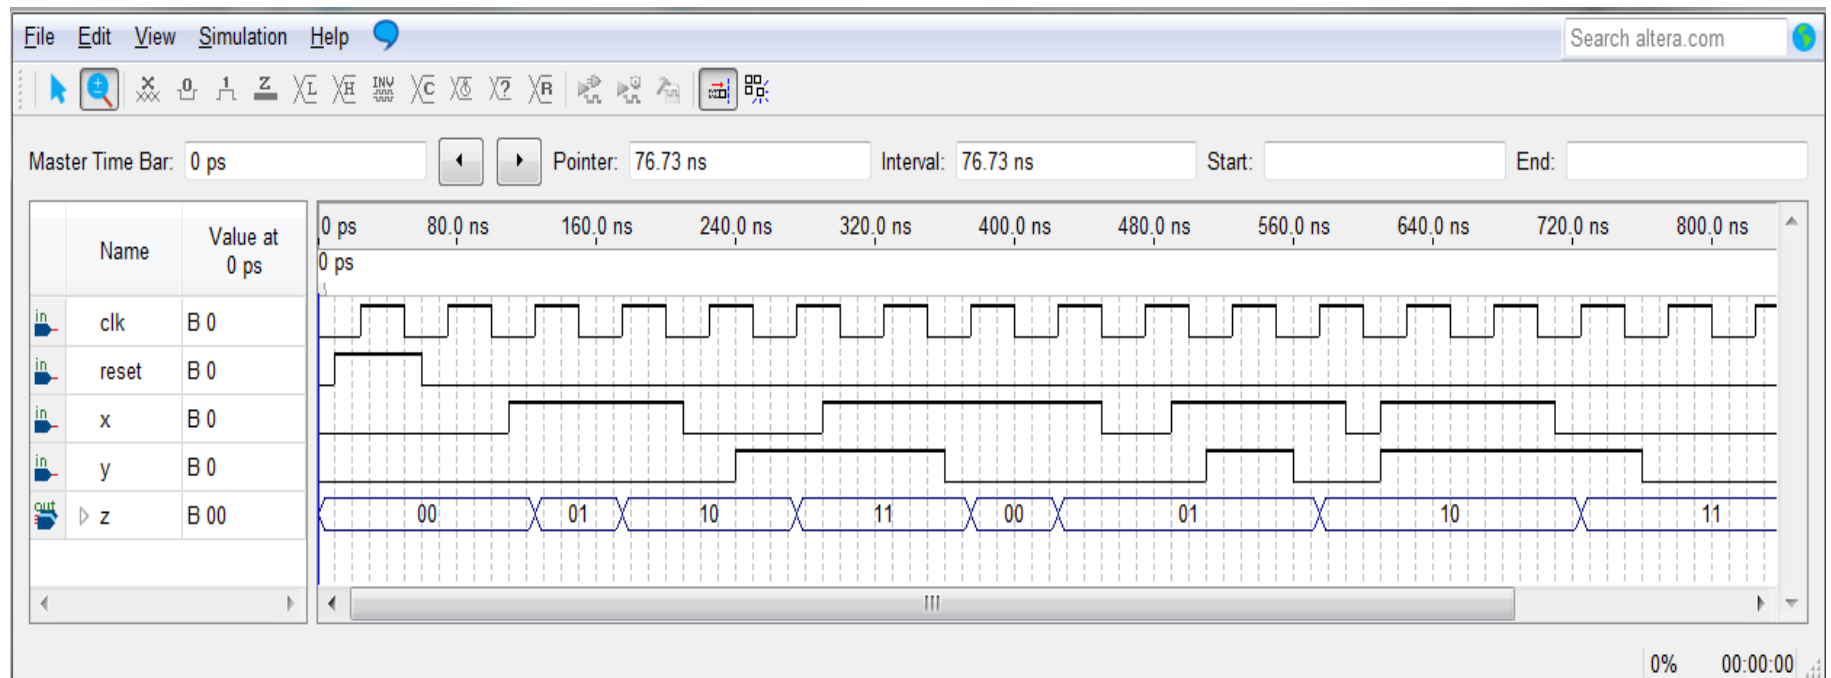 File Edit View Simulation Help Search altera.com
Master Time Bar: 0 ps Pointer: 76.73 ns Interval: 76.73 ns Start: End:
Name Value at 0 ps
0 ps 80.0 ns 160.0 ns 240.0 ns 320.0 ns 400.0 ns 480.0 ns 560.0 ns 640.0 ns 720.0 ns 800.0 ns
0 ps
in clk B 0
in reset B 0
in x B 0
in y B 0
out z B 00 00 01 10 11 00 01 10 11
0% 00:00:00